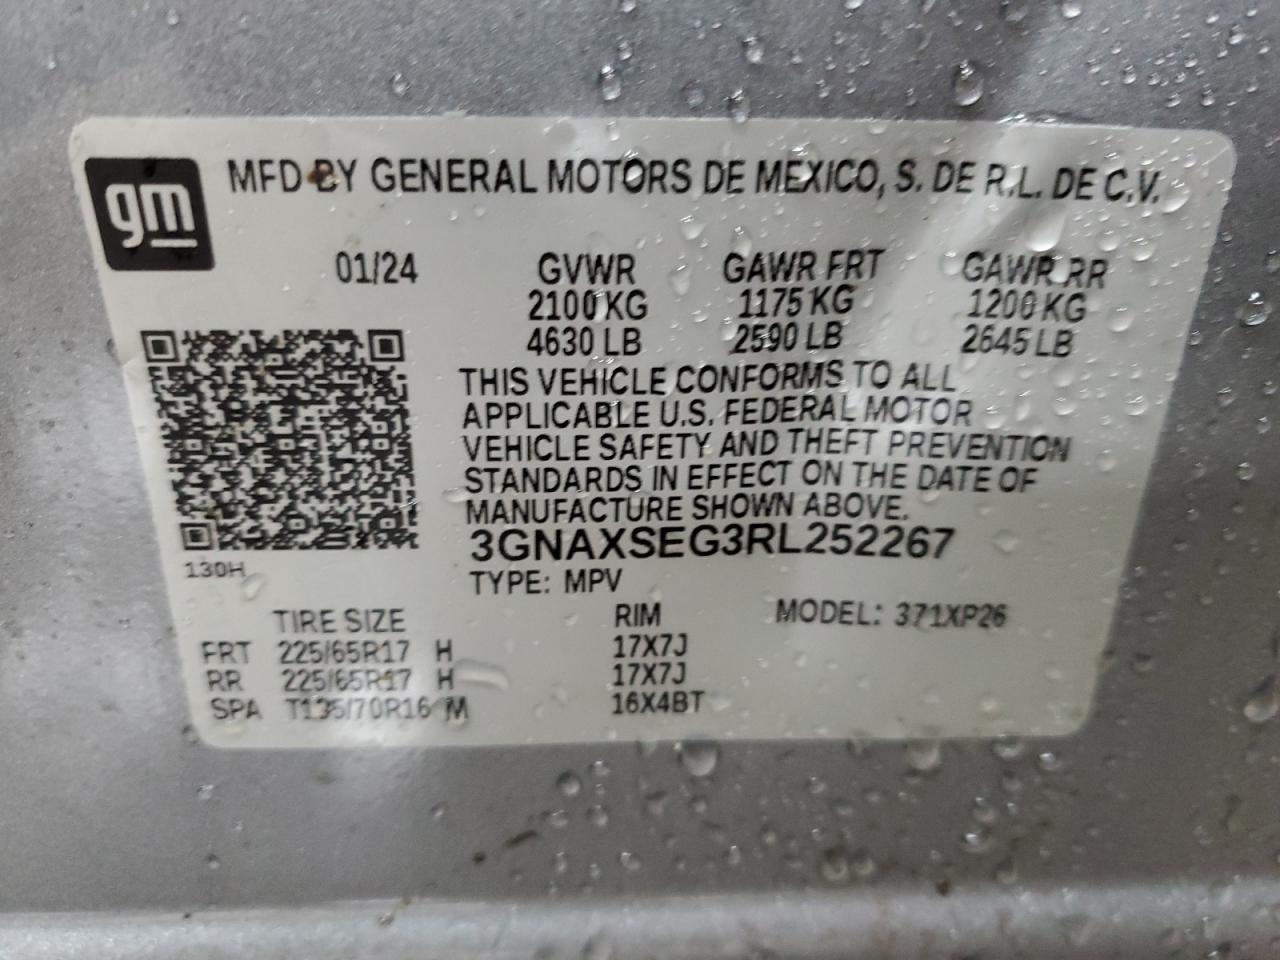 gm
MFD BY GENERAL MOTORS DE MEXICO, S. DE R.L. DE C.V.
01/24 GVWR GAWR FRT GAWR RR
2100 KG 1175 KG 1200 KG
4630 LB 2590 LB 2645 LB
THIS VEHICLE CONFORMS TO ALL
APPLICABLE U.S. FEDERAL MOTOR
VEHICLE SAFETY AND THEFT PREVENTION
STANDARDS IN EFFECT ON THE DATE OF
MANUFACTURE SHOWN ABOVE.
3GNAXSEG3RL252267
130H
TYPE: MPV
TIRE SIZE RIM MODEL: 371XP26
FRT 225/65R17 H 17X7J
RR 225/65R17 H 17X7J
SPA T135/70R16 M 16X4BT